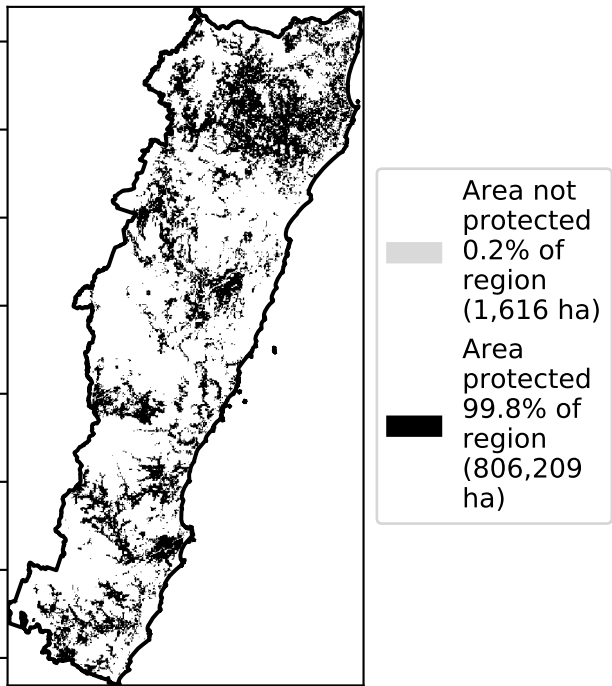 Area not
protected
0.2% of
region
(1,616 ha)
Area
protected
99.8% of
region
(806,209
ha)